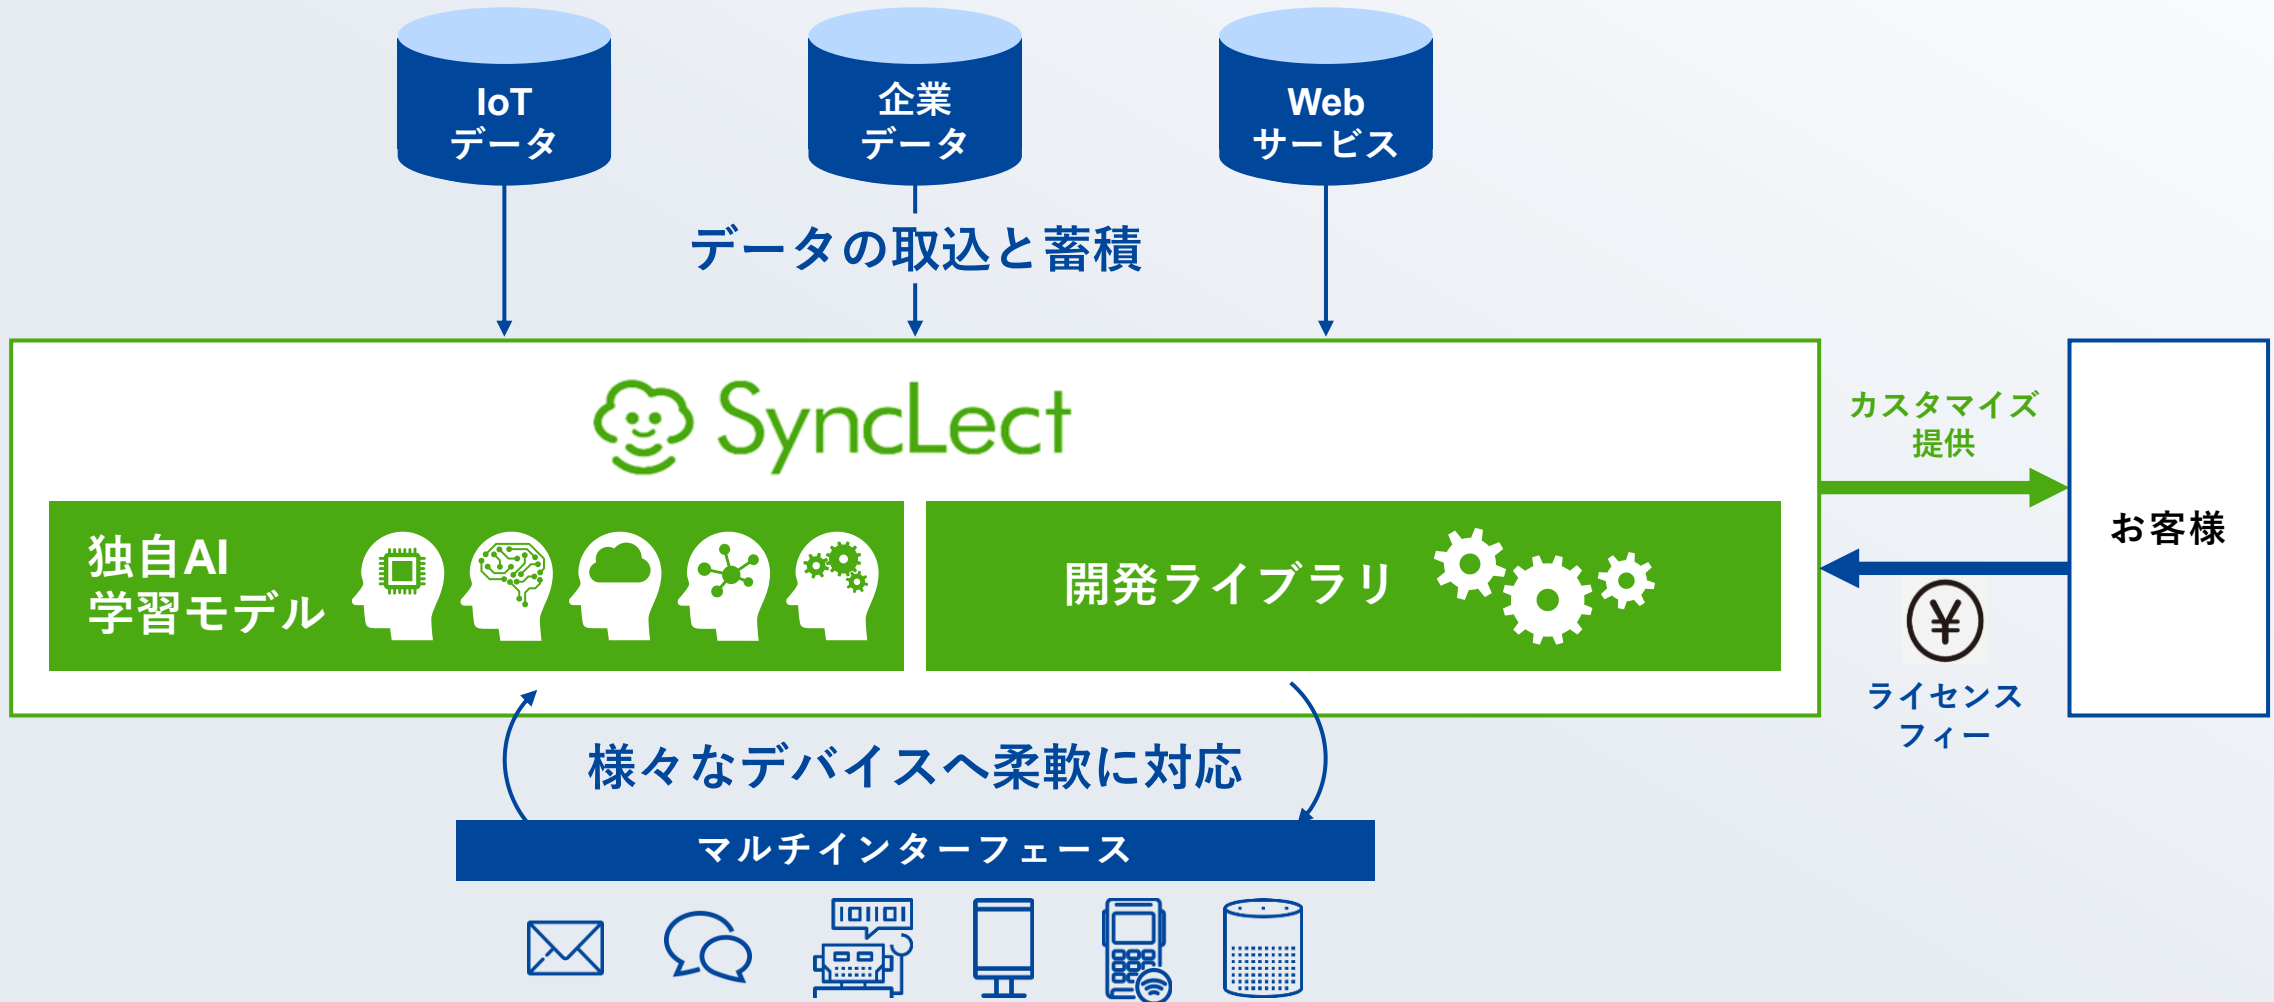 IoT
データ
企業
データ
Web
サービス
データの取込と蓄積
SyncLect
独自AI
学習モデル
開発ライブラリ
カスタマイズ
提供
お客様
¥
ライセンス
フィー
様々なデバイスへ柔軟に対応
マルチインターフェース